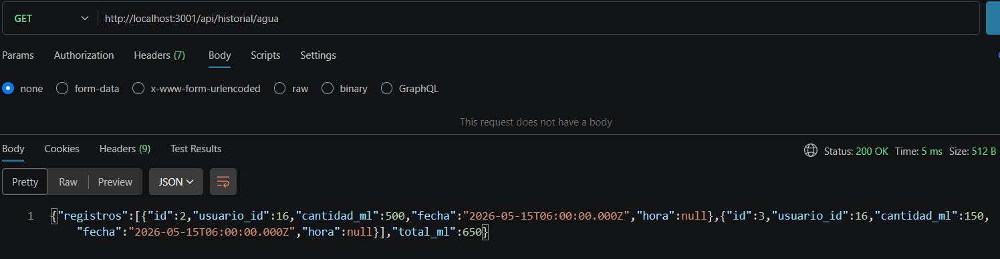 GET http://localhost:3001/api/historial/agua
Params Authorization Headers (7) Body Scripts Settings
none form-data x-www-form-urlencoded raw binary GraphQL
This request does not have a body
Body Cookies Headers (9) Test Results Status: 200 OK Time: 5 ms Size: 512 B
Pretty Raw Preview JSON
1 {"registros":[{"id":2,"usuario_id":16,"cantidad_ml":500,"fecha":"2026-05-15T06:00:00.000Z","hora":null},{"id":3,"usuario_id":16,"cantidad_ml":150,
"fecha":"2026-05-15T06:00:00.000Z","hora":null}],"total_ml":650}